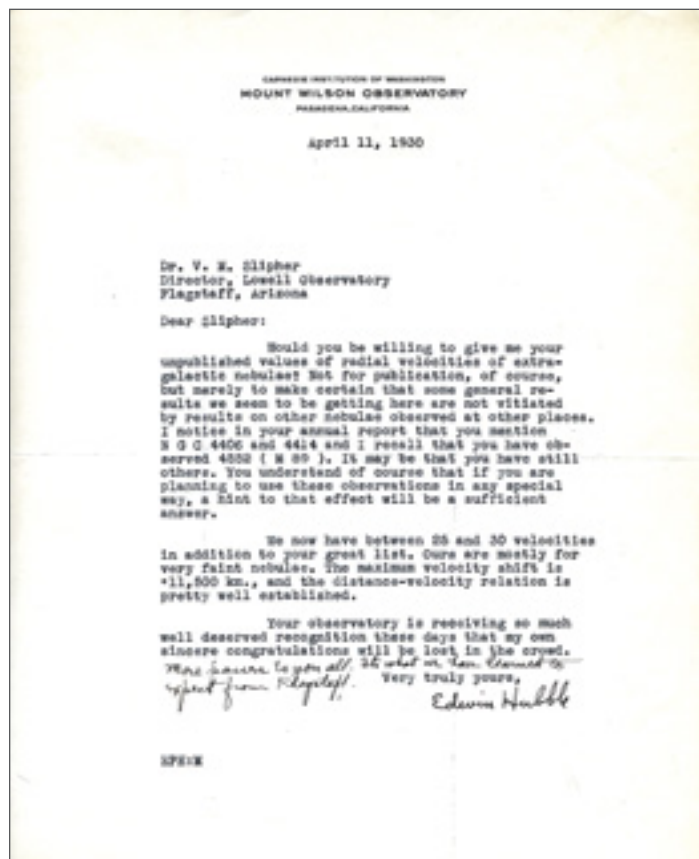 CARNEGIE INSTITUTION OF WASHINGTON
MOUNT WILSON OBSERVATORY
PASADENA, CALIFORNIA
April 11, 1930
Dr. V. M. Slipher
Director, Lowell Observatory
Flagstaff, Arizona
Dear Slipher:
Would you be willing to give me your
unpublished values of radial velocities of extra-
galactic nebulae? Not for publication, of course,
but merely to make certain that some general re-
sults we seem to be getting here are not vitiated
by results on other nebulae observed at other places.
I notice in your annual report that you mention
N G C 4406 and 4414 and I recall that you have ob-
served 4552 ( M 89 ). It may be that you have still
others. You understand of course that if you are
planning to use these observations in any special
way, a hint to that effect will be a sufficient
answer.
We now have between 25 and 30 velocities
in addition to your great list. Ours are mostly for
very faint nebulae. The maximum velocity shift is
+11,500 km., and the distance-velocity relation is
pretty well established.
Your observatory is receiving so much
well deserved recognition these days that my own
sincere congratulations will be lost in the crowd.
More to you all. It's what we have learned to
expect from Flagstaff.
Very truly yours,
Edwin Hubble
EPH:M